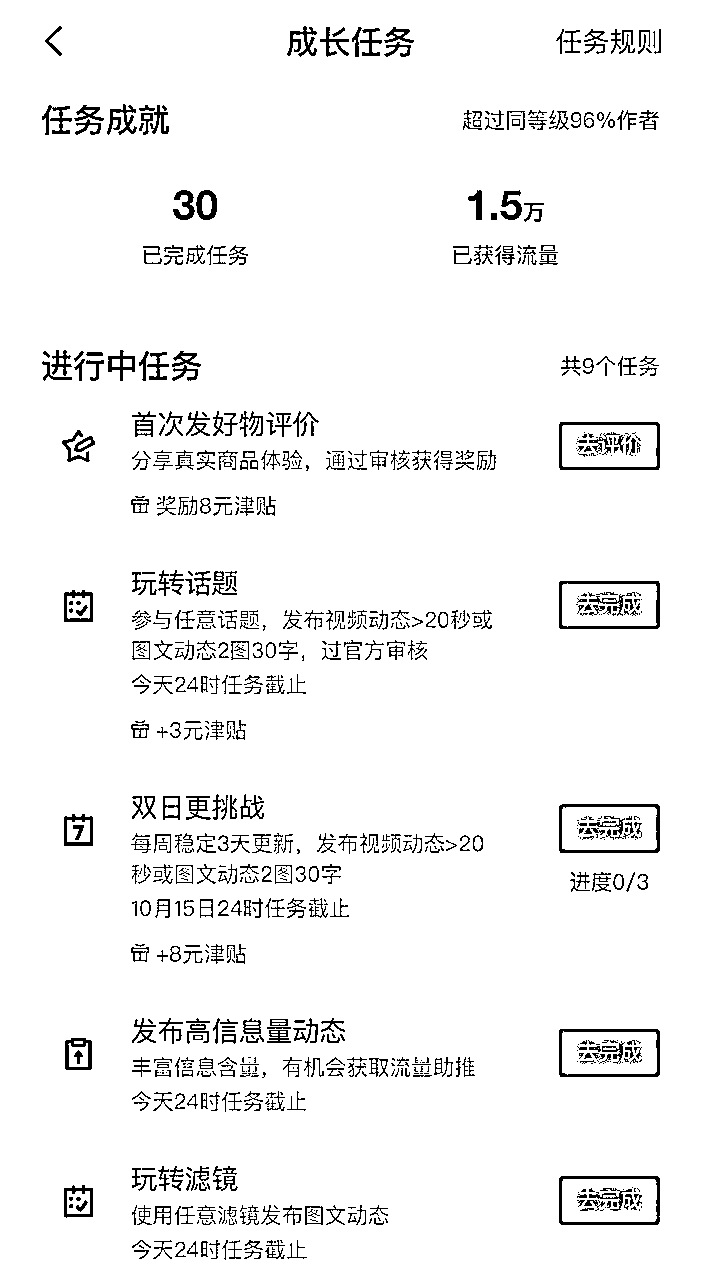 成长任务
任务规则
任务成就
超过同等级96%作者
30
1.5万
已完成任务
已获得流量
进行中任务
共9个任务
首次发好物评价
去评价
分享真实商品体验，通过审核获得奖励
奖励8元津贴
玩转话题
去完成
参与任意话题，发布视频动态>20秒或
图文动态2图30字，过官方审核
今天24时任务截止
+3元津贴
双日更挑战
去完成
每周稳定3天更新，发布视频动态>20
秒或图文动态2图30字
进度0/3
10月15日24时任务截止
+8元津贴
发布高信息量动态
去完成
丰富信息含量，有机会获取流量助推
今天24时任务截止
玩转滤镜
去完成
使用任意滤镜发布图文动态
今天24时任务截止